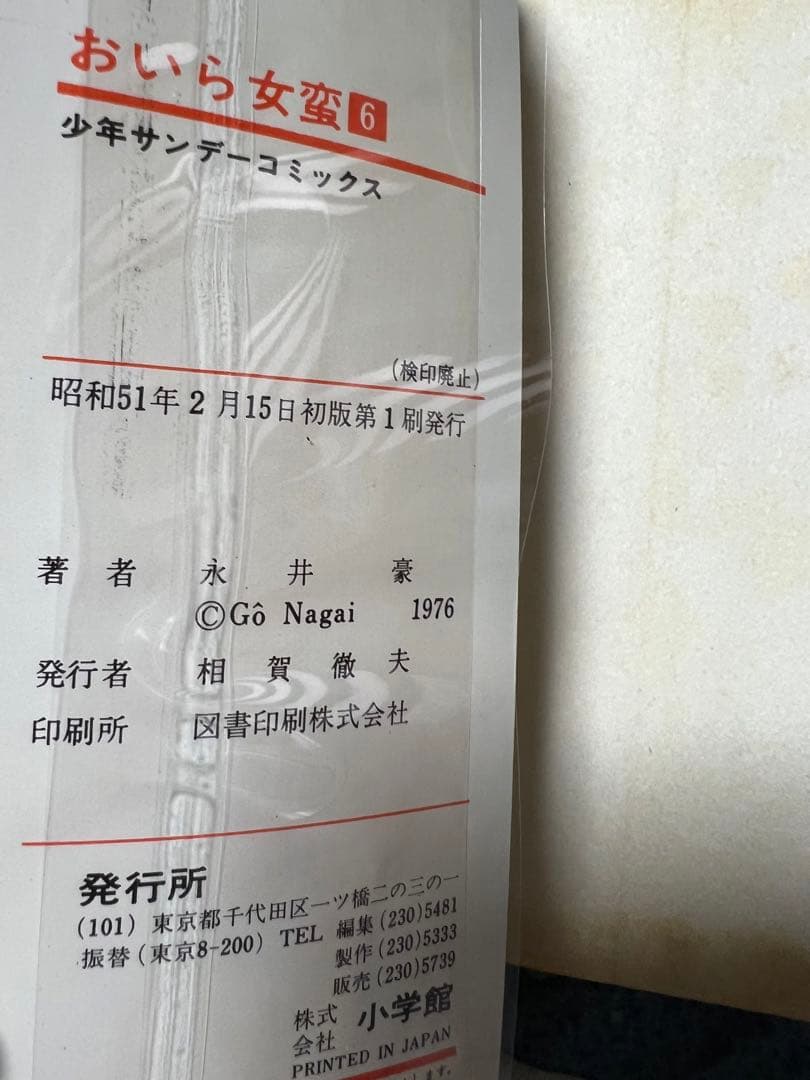 おいら女蛮6
少年サンデーコミックス
(検印廃止)
昭和51年2月15日初版第1刷発行
著者 永井豪
©Gô Nagai 1976
発行者 相賀徹夫
印刷所 図書印刷株式会社
発行所
(101) 東京都千代田区一ツ橋二の三の一
振替(東京8-200) TEL 編集(230)5481
製作(230)5333
販売(230)5739
株式会社 小学館
PRINTED IN JAPAN
します。